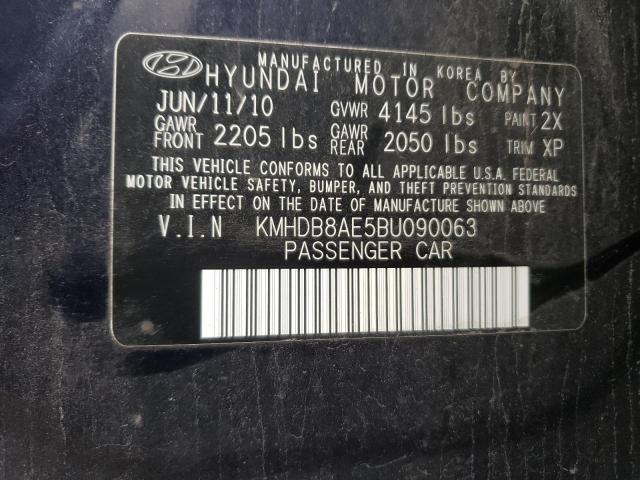 MANUFACTURED IN KOREA BY
HYUNDAI MOTOR COMPANY
JUN/11/10 GVWR 4145 lbs PAINT 2X
GAWR FRONT 2205 lbs GAWR REAR 2050 lbs TRIM XP
THIS VEHICLE CONFORMS TO ALL APPLICABLE U.S.A. FEDERAL
MOTOR VEHICLE SAFETY, BUMPER, AND THEFT PREVENTION STANDARDS
IN EFFECT ON THE DATE OF MANUFACTURE SHOWN ABOVE.
V.I.N KMHDB8AE5BU090063
PASSENGER CAR